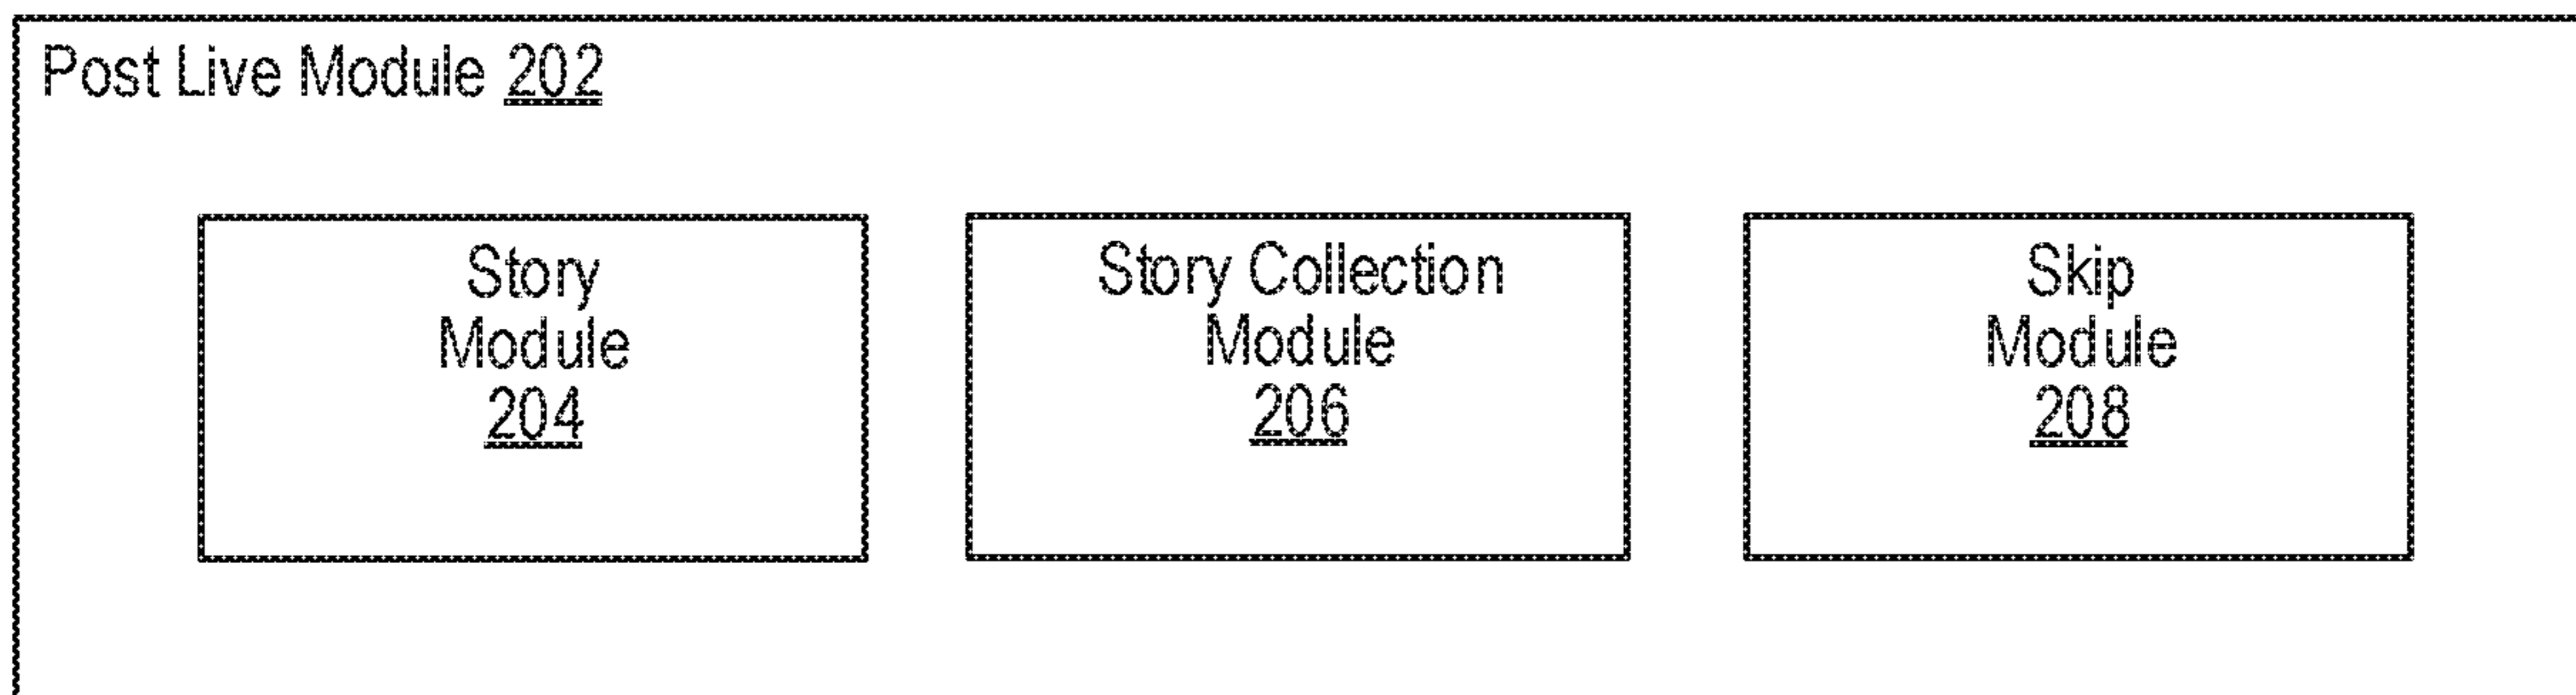 Post Live Module 202
Story
Module
204
Story Collection
Module
206
Skip
Module
208